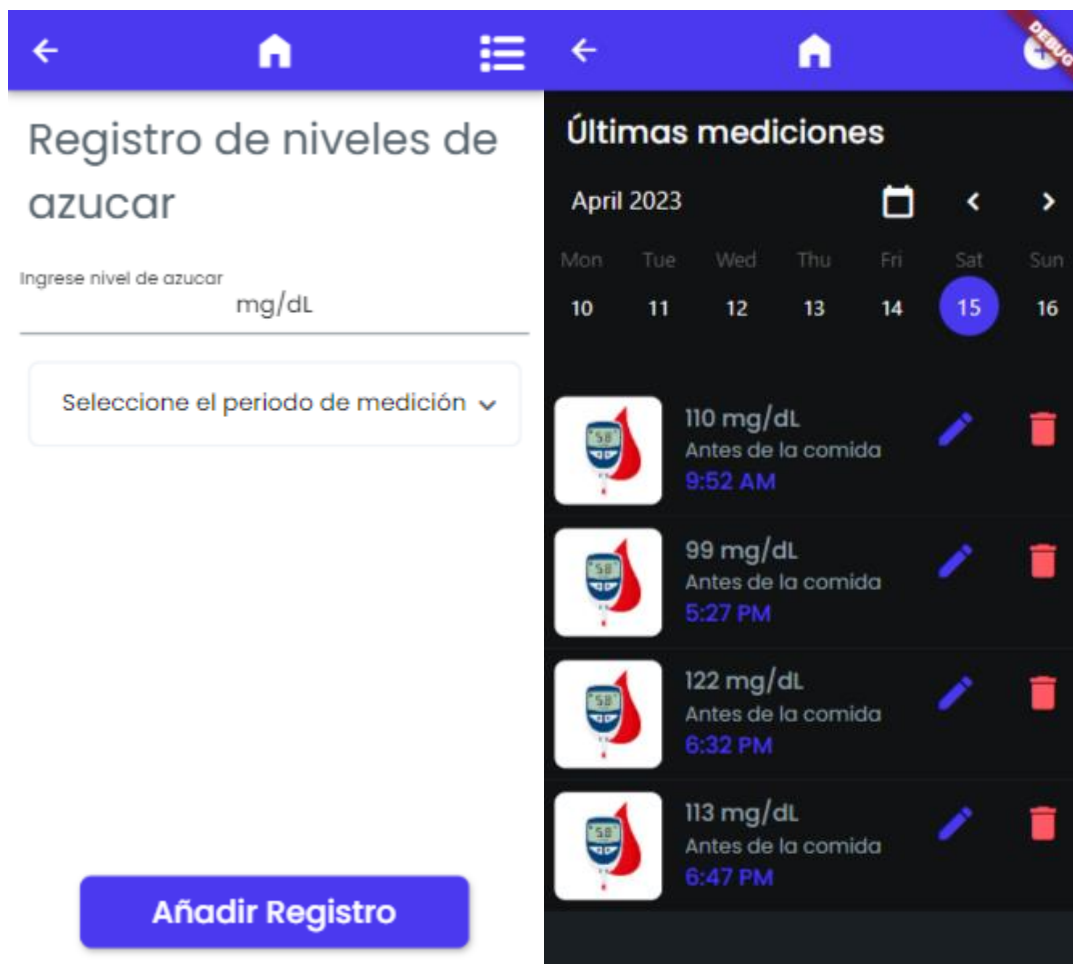 Registro de niveles de
azucar
Ingrese nivel de azucar
mg/dL
Seleccione el periodo de medición
Añadir Registro
DEBUG
Últimas mediciones
April 2023
Mon Tue Wed Thu Fri Sat Sun
10 11 12 13 14 15 16
110 mg/dL
Antes de la comida
9:52 AM
99 mg/dL
Antes de la comida
5:27 PM
122 mg/dL
Antes de la comida
6:32 PM
113 mg/dL
Antes de la comida
6:47 PM